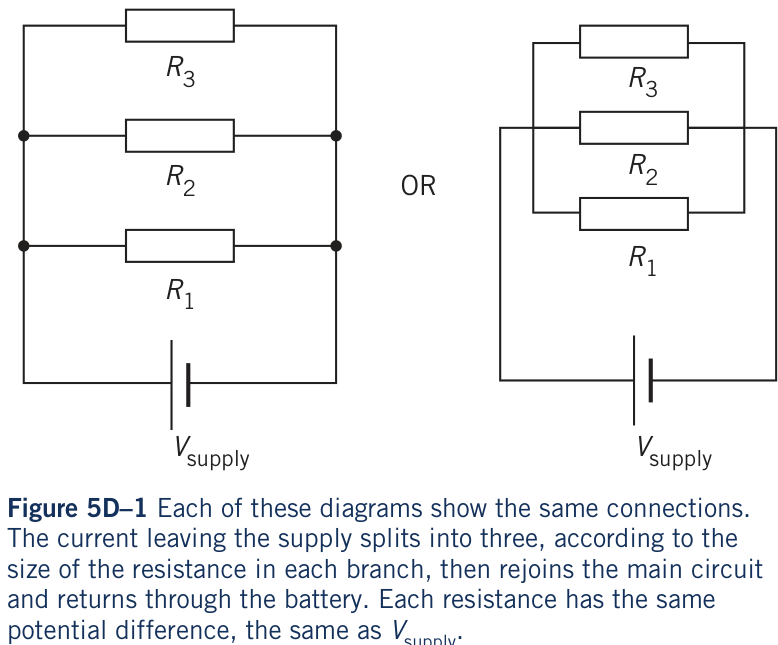 R3
R3
R2
OR
R2
R1
R1
Vsupply
Vsupply
Figure 5D–1 Each of these diagrams show the same connections.
The current leaving the supply splits into three, according to the
size of the resistance in each branch, then rejoins the main circuit
and returns through the battery. Each resistance has the same
potential difference, the same as Vsupply.